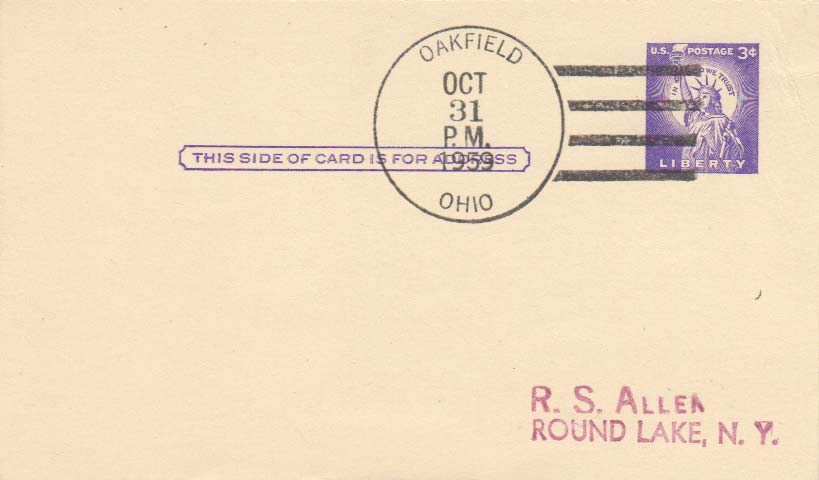 OAKFIELD
OCT
31
P.M.
1959
OHIO
U.S. POSTAGE 3¢
IN GOD WE TRUST
LIBERTY
THIS SIDE OF CARD IS FOR ADDRESS
R. S. ALLEN
ROUND LAKE, N. Y.